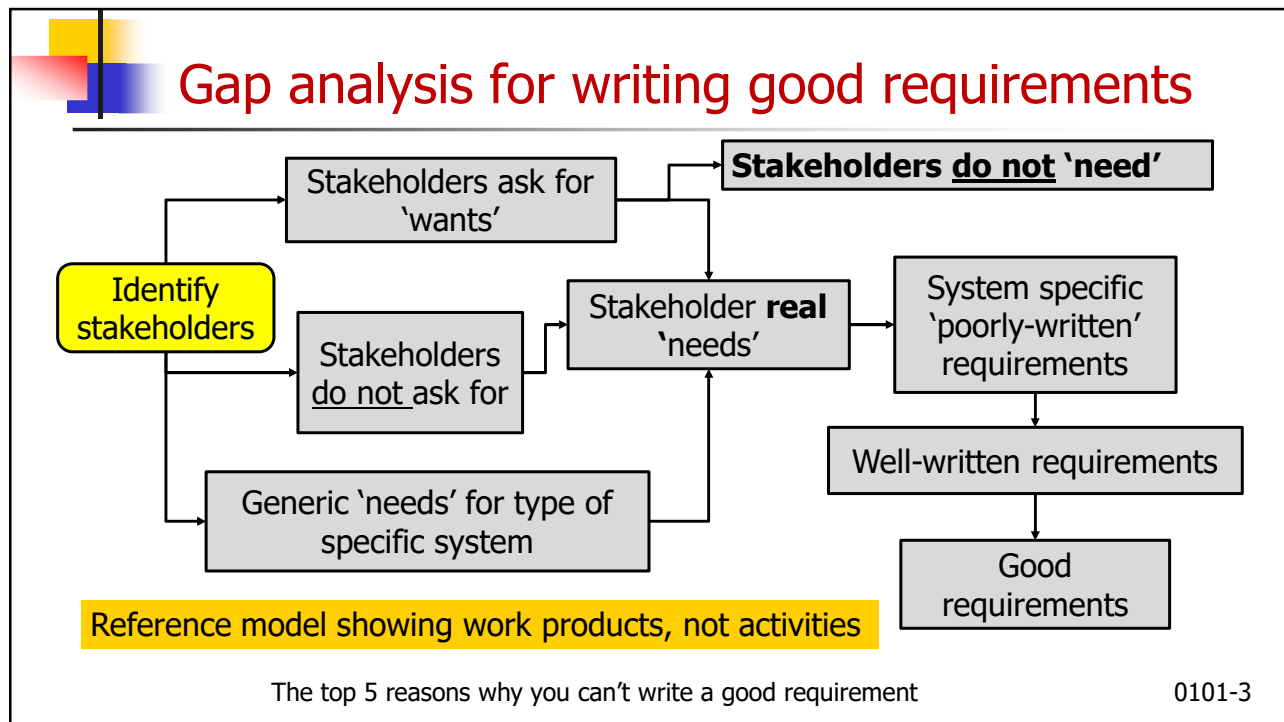 Gap analysis for writing good requirements
Stakeholders ask for
‘wants’
Stakeholders do not ‘need’
Identify
stakeholders
Stakeholders
do not ask for
Stakeholder real
‘needs’
System specific
‘poorly-written’
requirements
Generic ‘needs’ for type of
specific system
Well-written requirements
Good
requirements
Reference model showing work products, not activities
The top 5 reasons why you can’t write a good requirement
0101-3